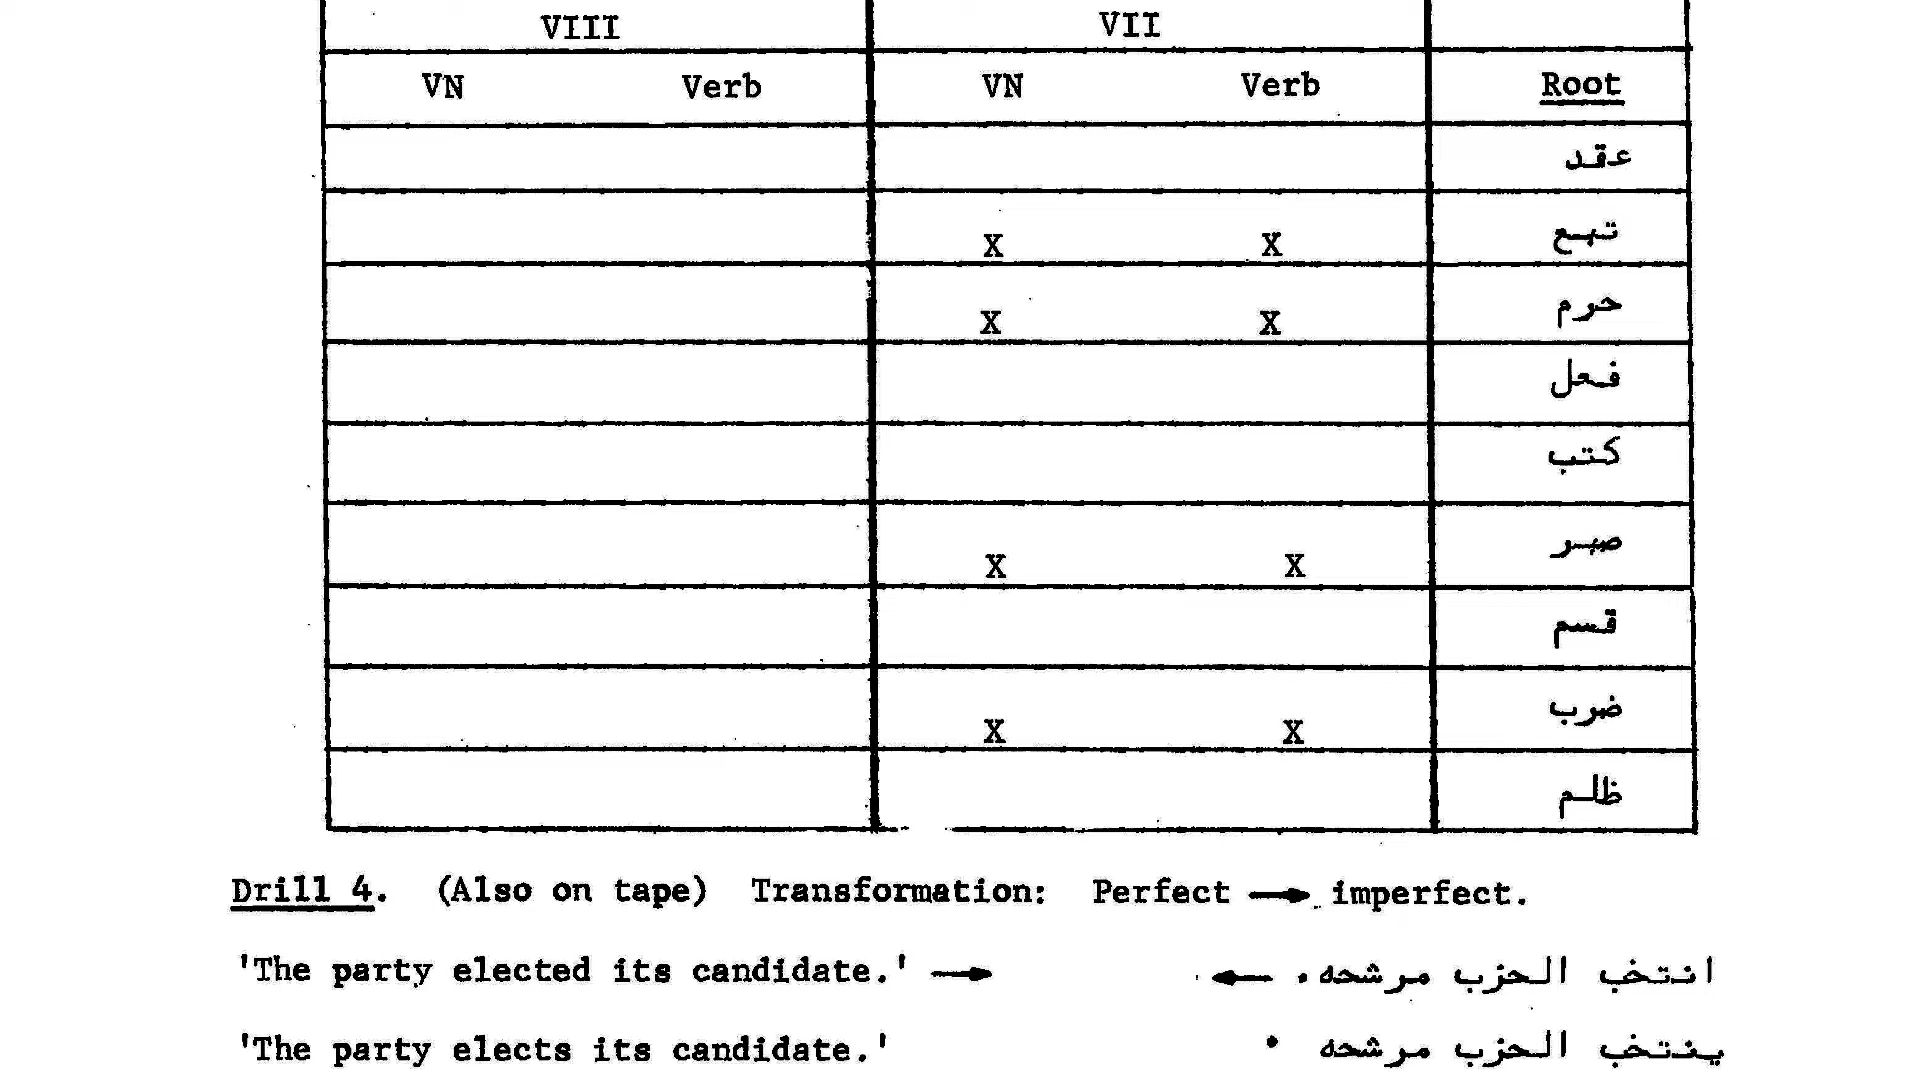 VIII VII
VN Verb VN Verb Root
عقد
X X تبع
X X حرم
فعل
كتب
X X صبر
قسم
X X ضرب
ظلم
Drill 4. (Also on tape) Transformation: Perfect → imperfect.
'The party elected its candidate.' → انتخب الحزب مرشحه. ←
'The party elects its candidate.' ينتخب الحزب مرشحه.